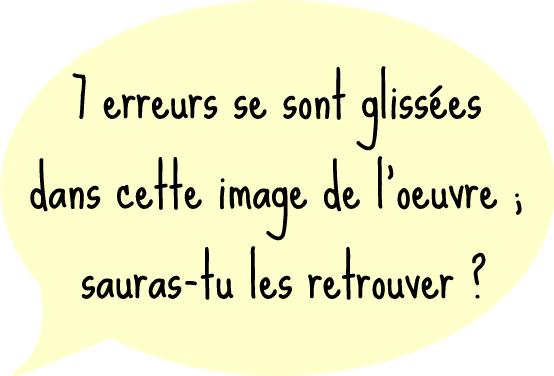 7 erreurs se sont glissées
dans cette image de l'oeuvre ;
sauras-tu les retrouver ?